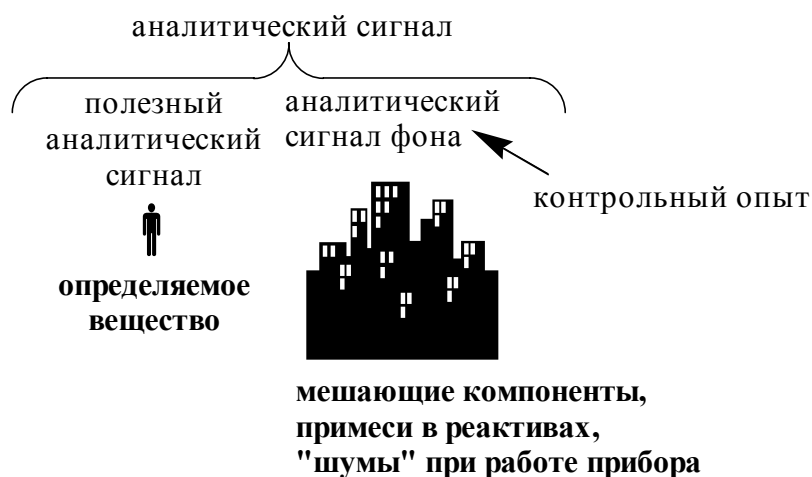 аналитический сигнал
полезный
аналитический
сигнал
аналитический
сигнал фона
контрольный опыт
определяемое
вещество
мешающие компоненты,
примеси в реактивах,
"шумы" при работе прибора